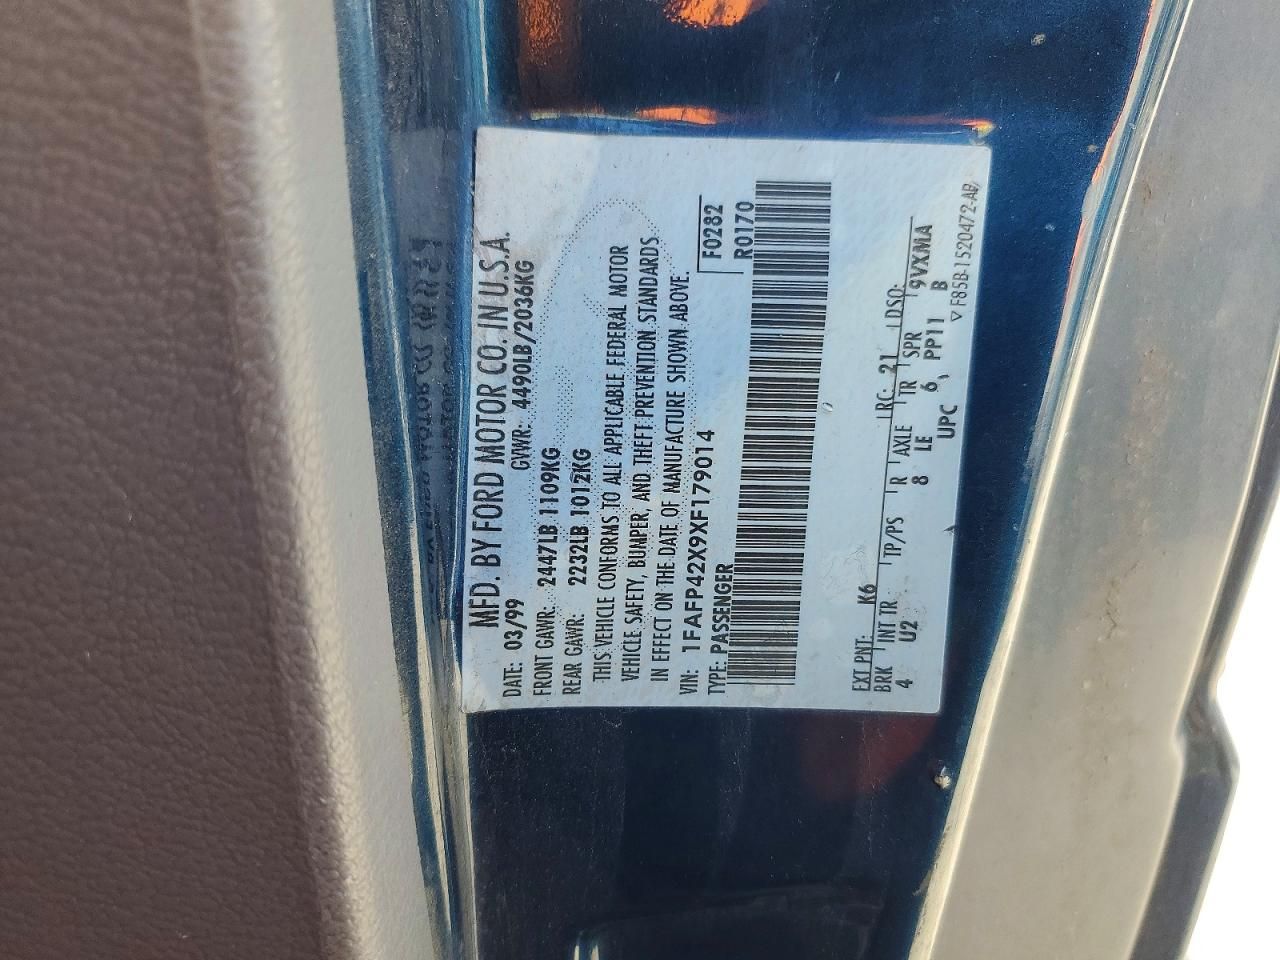 MFD. BY FORD MOTOR CO. IN U.S.A.
DATE: 03/99 GVWR: 4490LB/2036KG
FRONT GAWR: 2447LB 1109KG
REAR GAWR: 2232LB 1012KG
THIS VEHICLE CONFORMS TO ALL APPLICABLE FEDERAL MOTOR
VEHICLE SAFETY, BUMPER, AND THEFT PREVENTION STANDARDS
IN EFFECT ON THE DATE OF MANUFACTURE SHOWN ABOVE.
VIN: 1FAFP42X9XF179014 F0282
TYPE: PASSENGER R0170
EXT PNT: K6 RC: 21 DSO:
BRK INT TR TP/PS R AXLE TR SPR 9VXMA
4 U2 8 LE 6 PP11 B
UPC
▽ F85B-1520472-AB